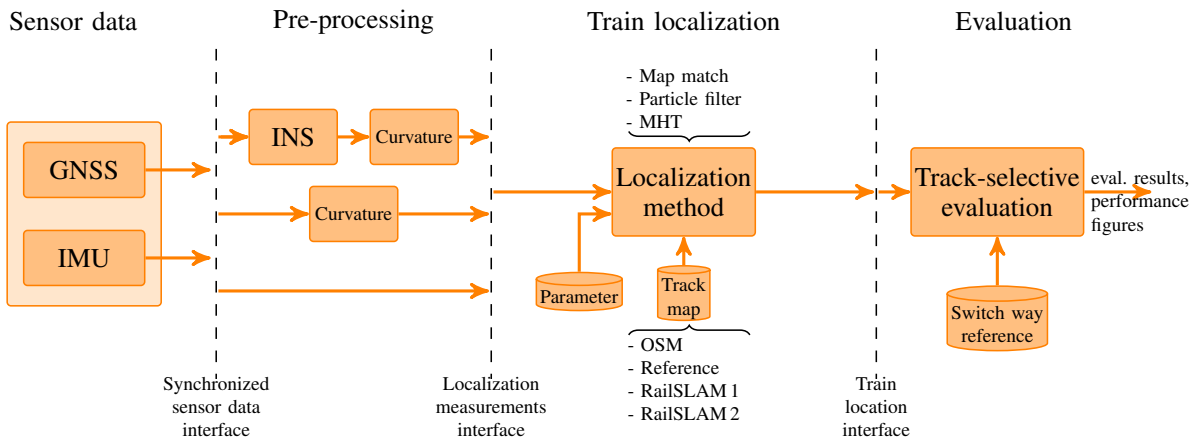 Sensor data
Pre-processing
Train localization
Evaluation
GNSS
IMU
INS
Curvature
Curvature
- Map match
- Particle filter
- MHT
Localization
method
Parameter
Track
map
- OSM
- Reference
- RailSLAM 1
- RailSLAM 2
Track-selective
evaluation
eval. results,
performance
figures
Switch way
reference
Synchronized
sensor data
interface
Localization
measurements
interface
Train
location
interface